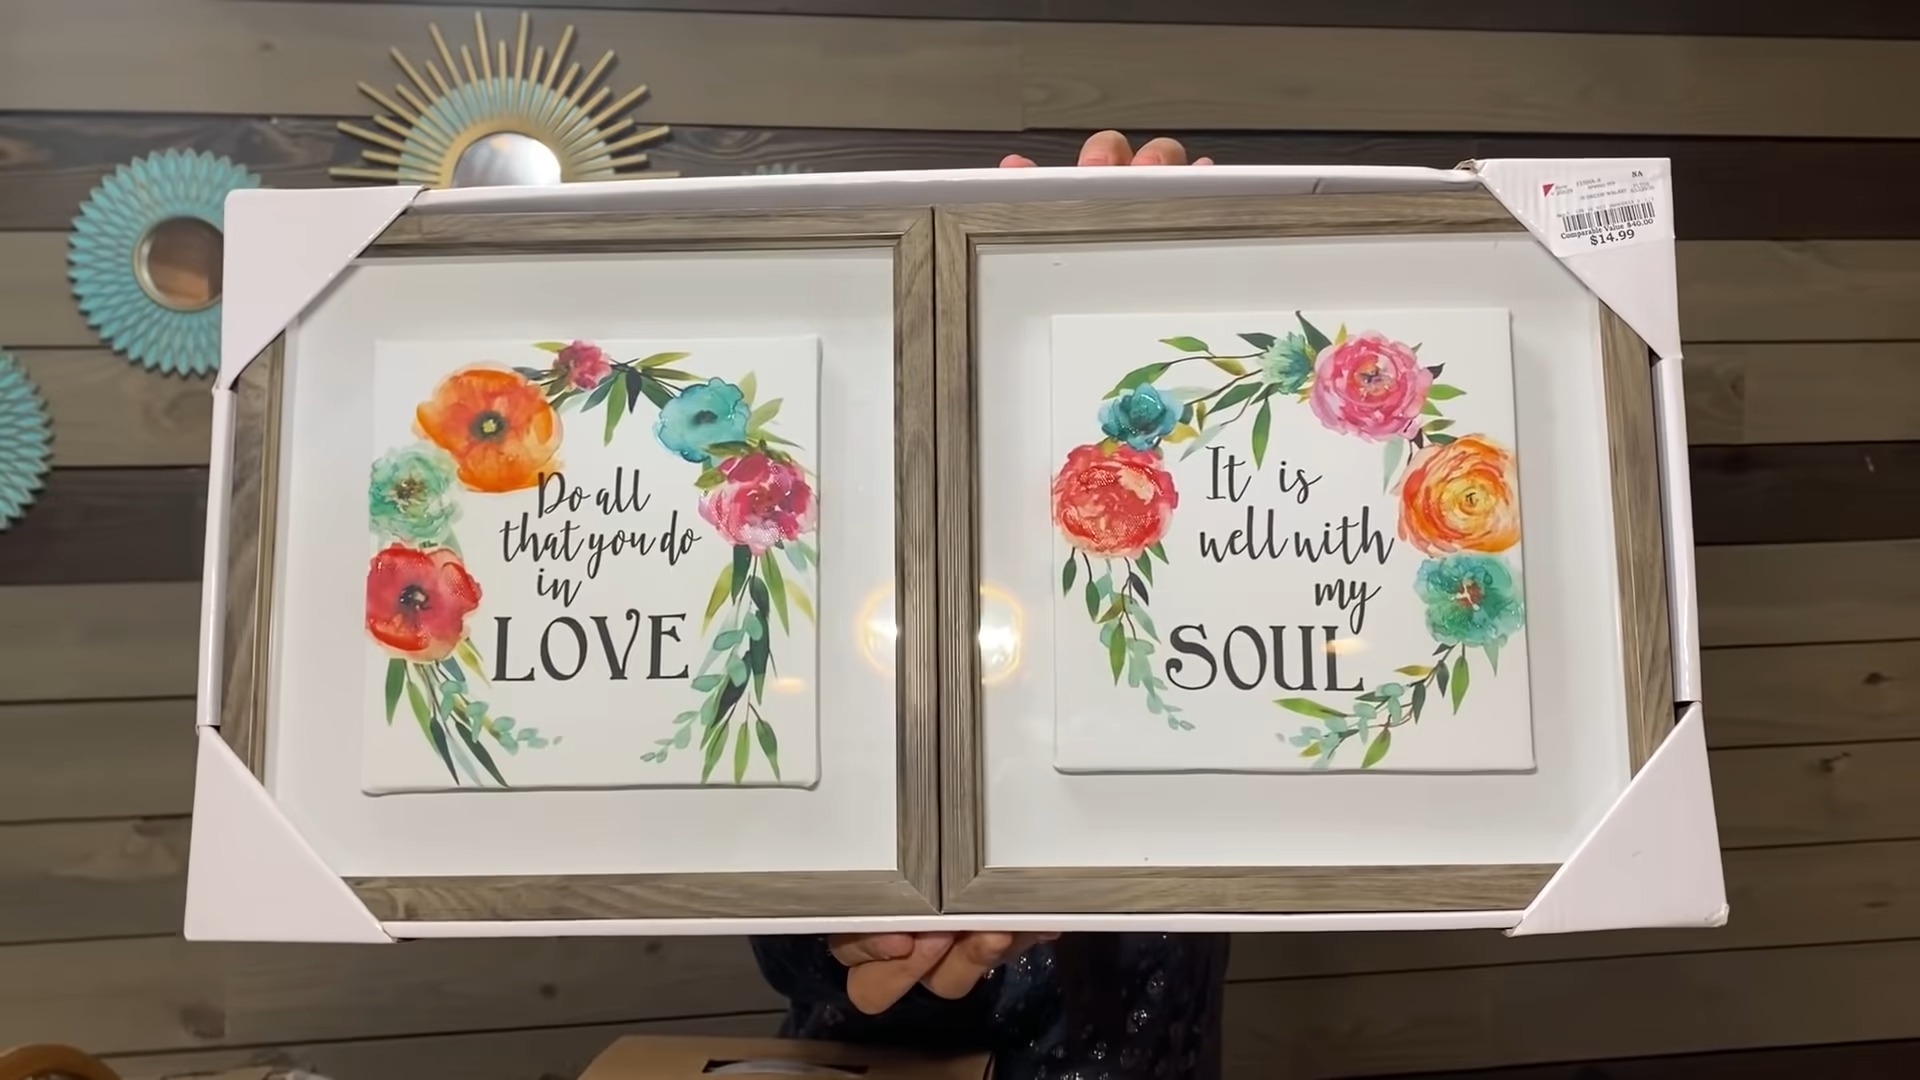 Do all
that you do
in
LOVE
It is
well with
my
SOUL
Comparable Value $40.00
$14.99